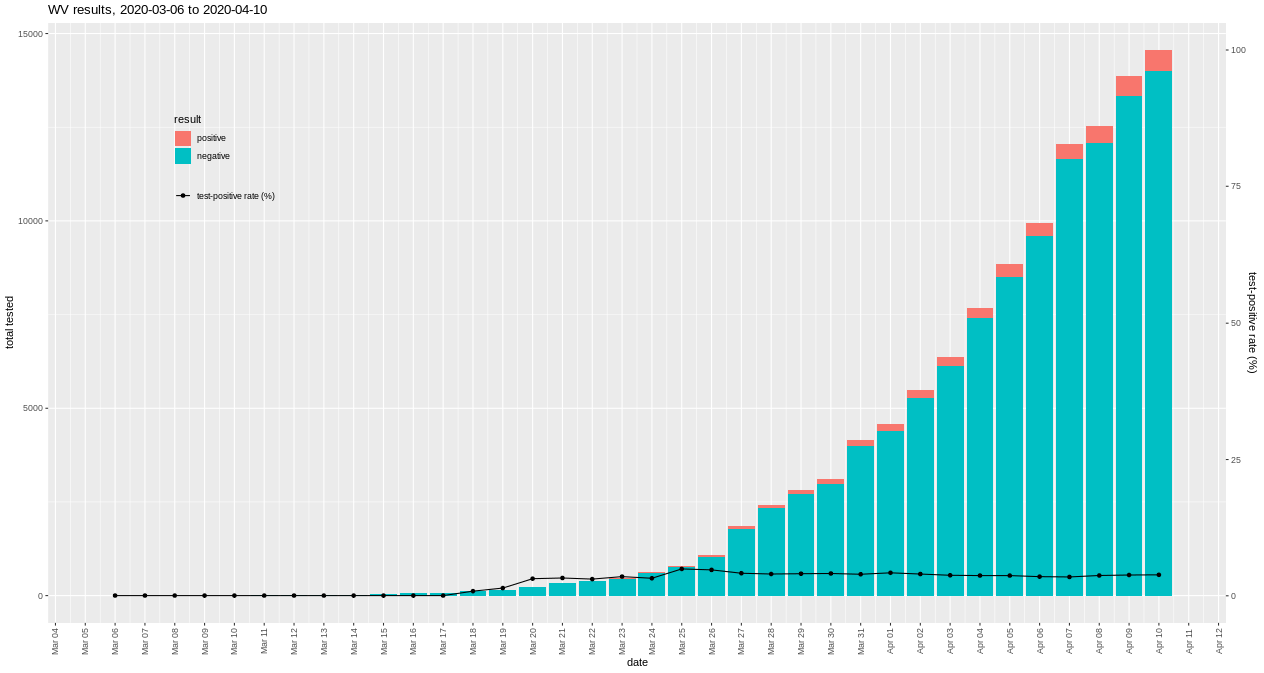 WV results, 2020-03-06 to 2020-04-10
15000
10000
5000
0
total tested
result
positive
negative
test-positive rate (%)
100
75
50
25
0
test-positive rate (%)
Mar 04
Mar 05
Mar 06
Mar 07
Mar 08
Mar 09
Mar 10
Mar 11
Mar 12
Mar 13
Mar 14
Mar 15
Mar 16
Mar 17
Mar 18
Mar 19
Mar 20
Mar 21
Mar 22
Mar 23
Mar 24
Mar 25
Mar 26
Mar 27
Mar 28
Mar 29
Mar 30
Mar 31
Apr 01
Apr 02
Apr 03
Apr 04
Apr 05
Apr 06
Apr 07
Apr 08
Apr 09
Apr 10
Apr 11
Apr 12
date